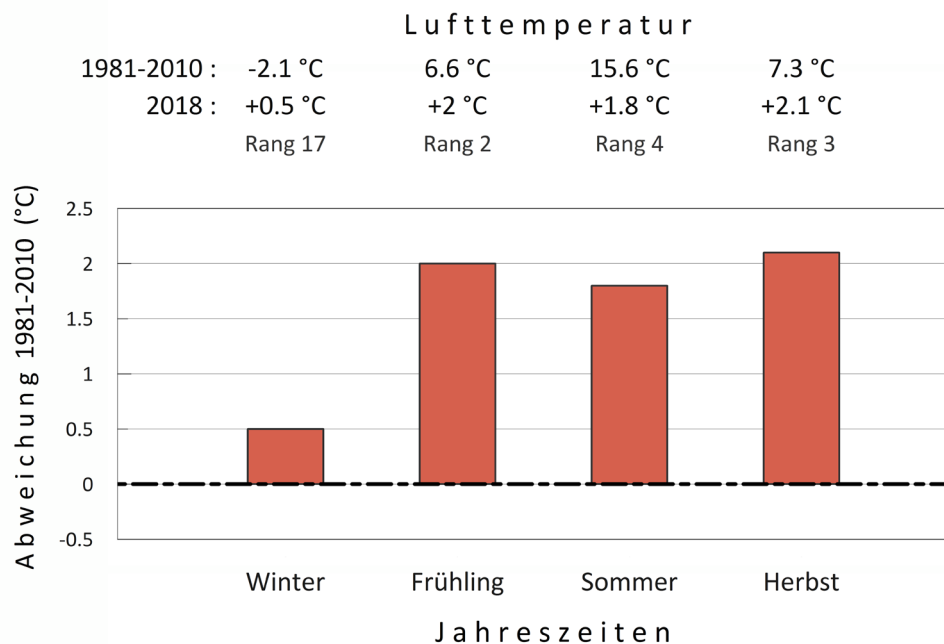 Lufttemperatur
1981-2010 : -2.1 °C 6.6 °C 15.6 °C 7.3 °C
2018 : +0.5 °C +2 °C +1.8 °C +2.1 °C
Rang 17 Rang 2 Rang 4 Rang 3
Abweichung 1981-2010 (°C)
2.5
2
1.5
1
0.5
0
-0.5
Winter Frühling Sommer Herbst
Jahreszeiten